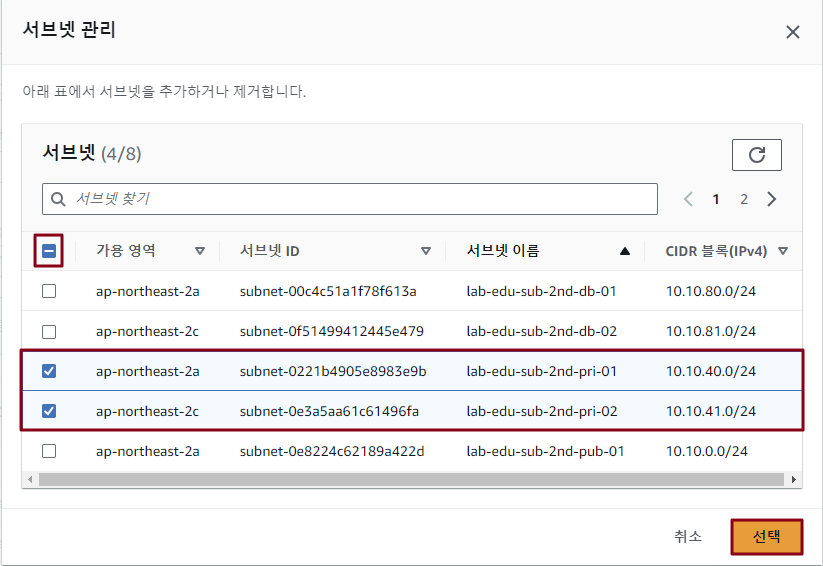 서브넷 관리
아래 표에서 서브넷을 추가하거나 제거합니다.
서브넷 (4/8)
서브넷 찾기
1 2
가용 영역 서브넷 ID 서브넷 이름 CIDR 블록(IPv4)
ap-northeast-2a subnet-00c4c51a1f78f613a lab-edu-sub-2nd-db-01 10.10.80.0/24
ap-northeast-2c subnet-0f51499412445e479 lab-edu-sub-2nd-db-02 10.10.81.0/24
ap-northeast-2a subnet-0221b4905e8983e9b lab-edu-sub-2nd-pri-01 10.10.40.0/24
ap-northeast-2c subnet-0e3a5aa61c61496fa lab-edu-sub-2nd-pri-02 10.10.41.0/24
ap-northeast-2a subnet-0e8224c62189a422d lab-edu-sub-2nd-pub-01 10.10.0.0/24
취소 선택